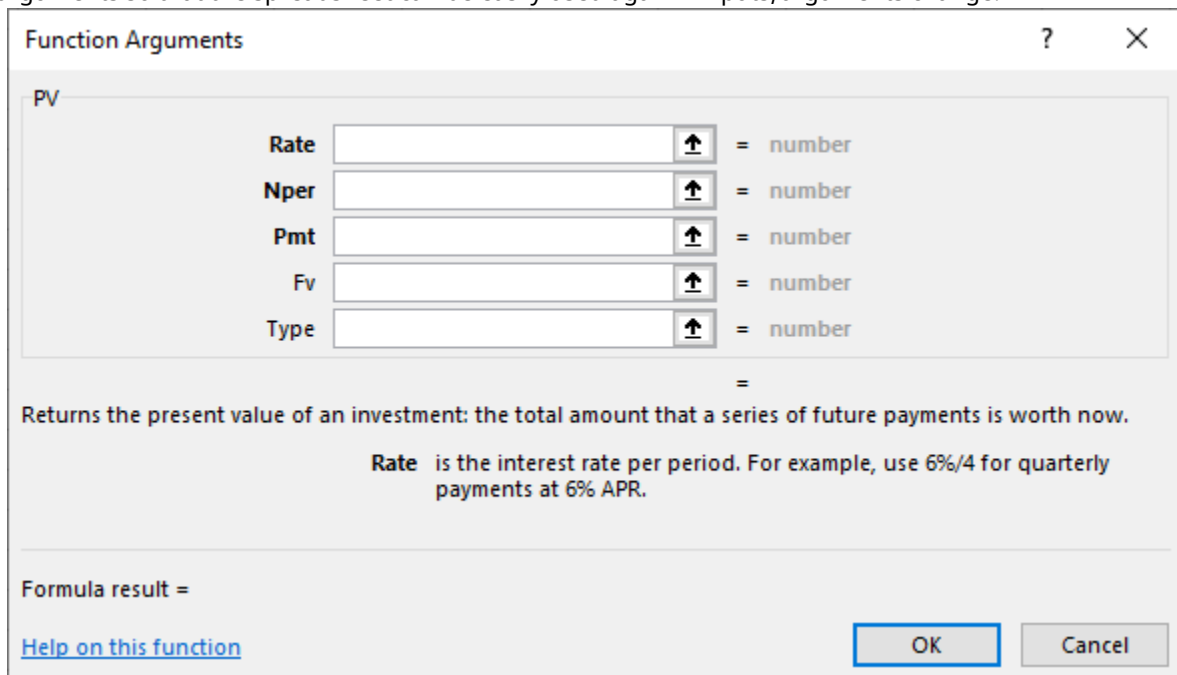 Function Arguments ? ×
PV
Rate = number
Nper = number
Pmt = number
Fv = number
Type = number
=
Returns the present value of an investment: the total amount that a series of future payments is worth now.
Rate is the interest rate per period. For example, use 6%/4 for quarterly
payments at 6% APR.
Formula result =
Help on this function OK Cancel